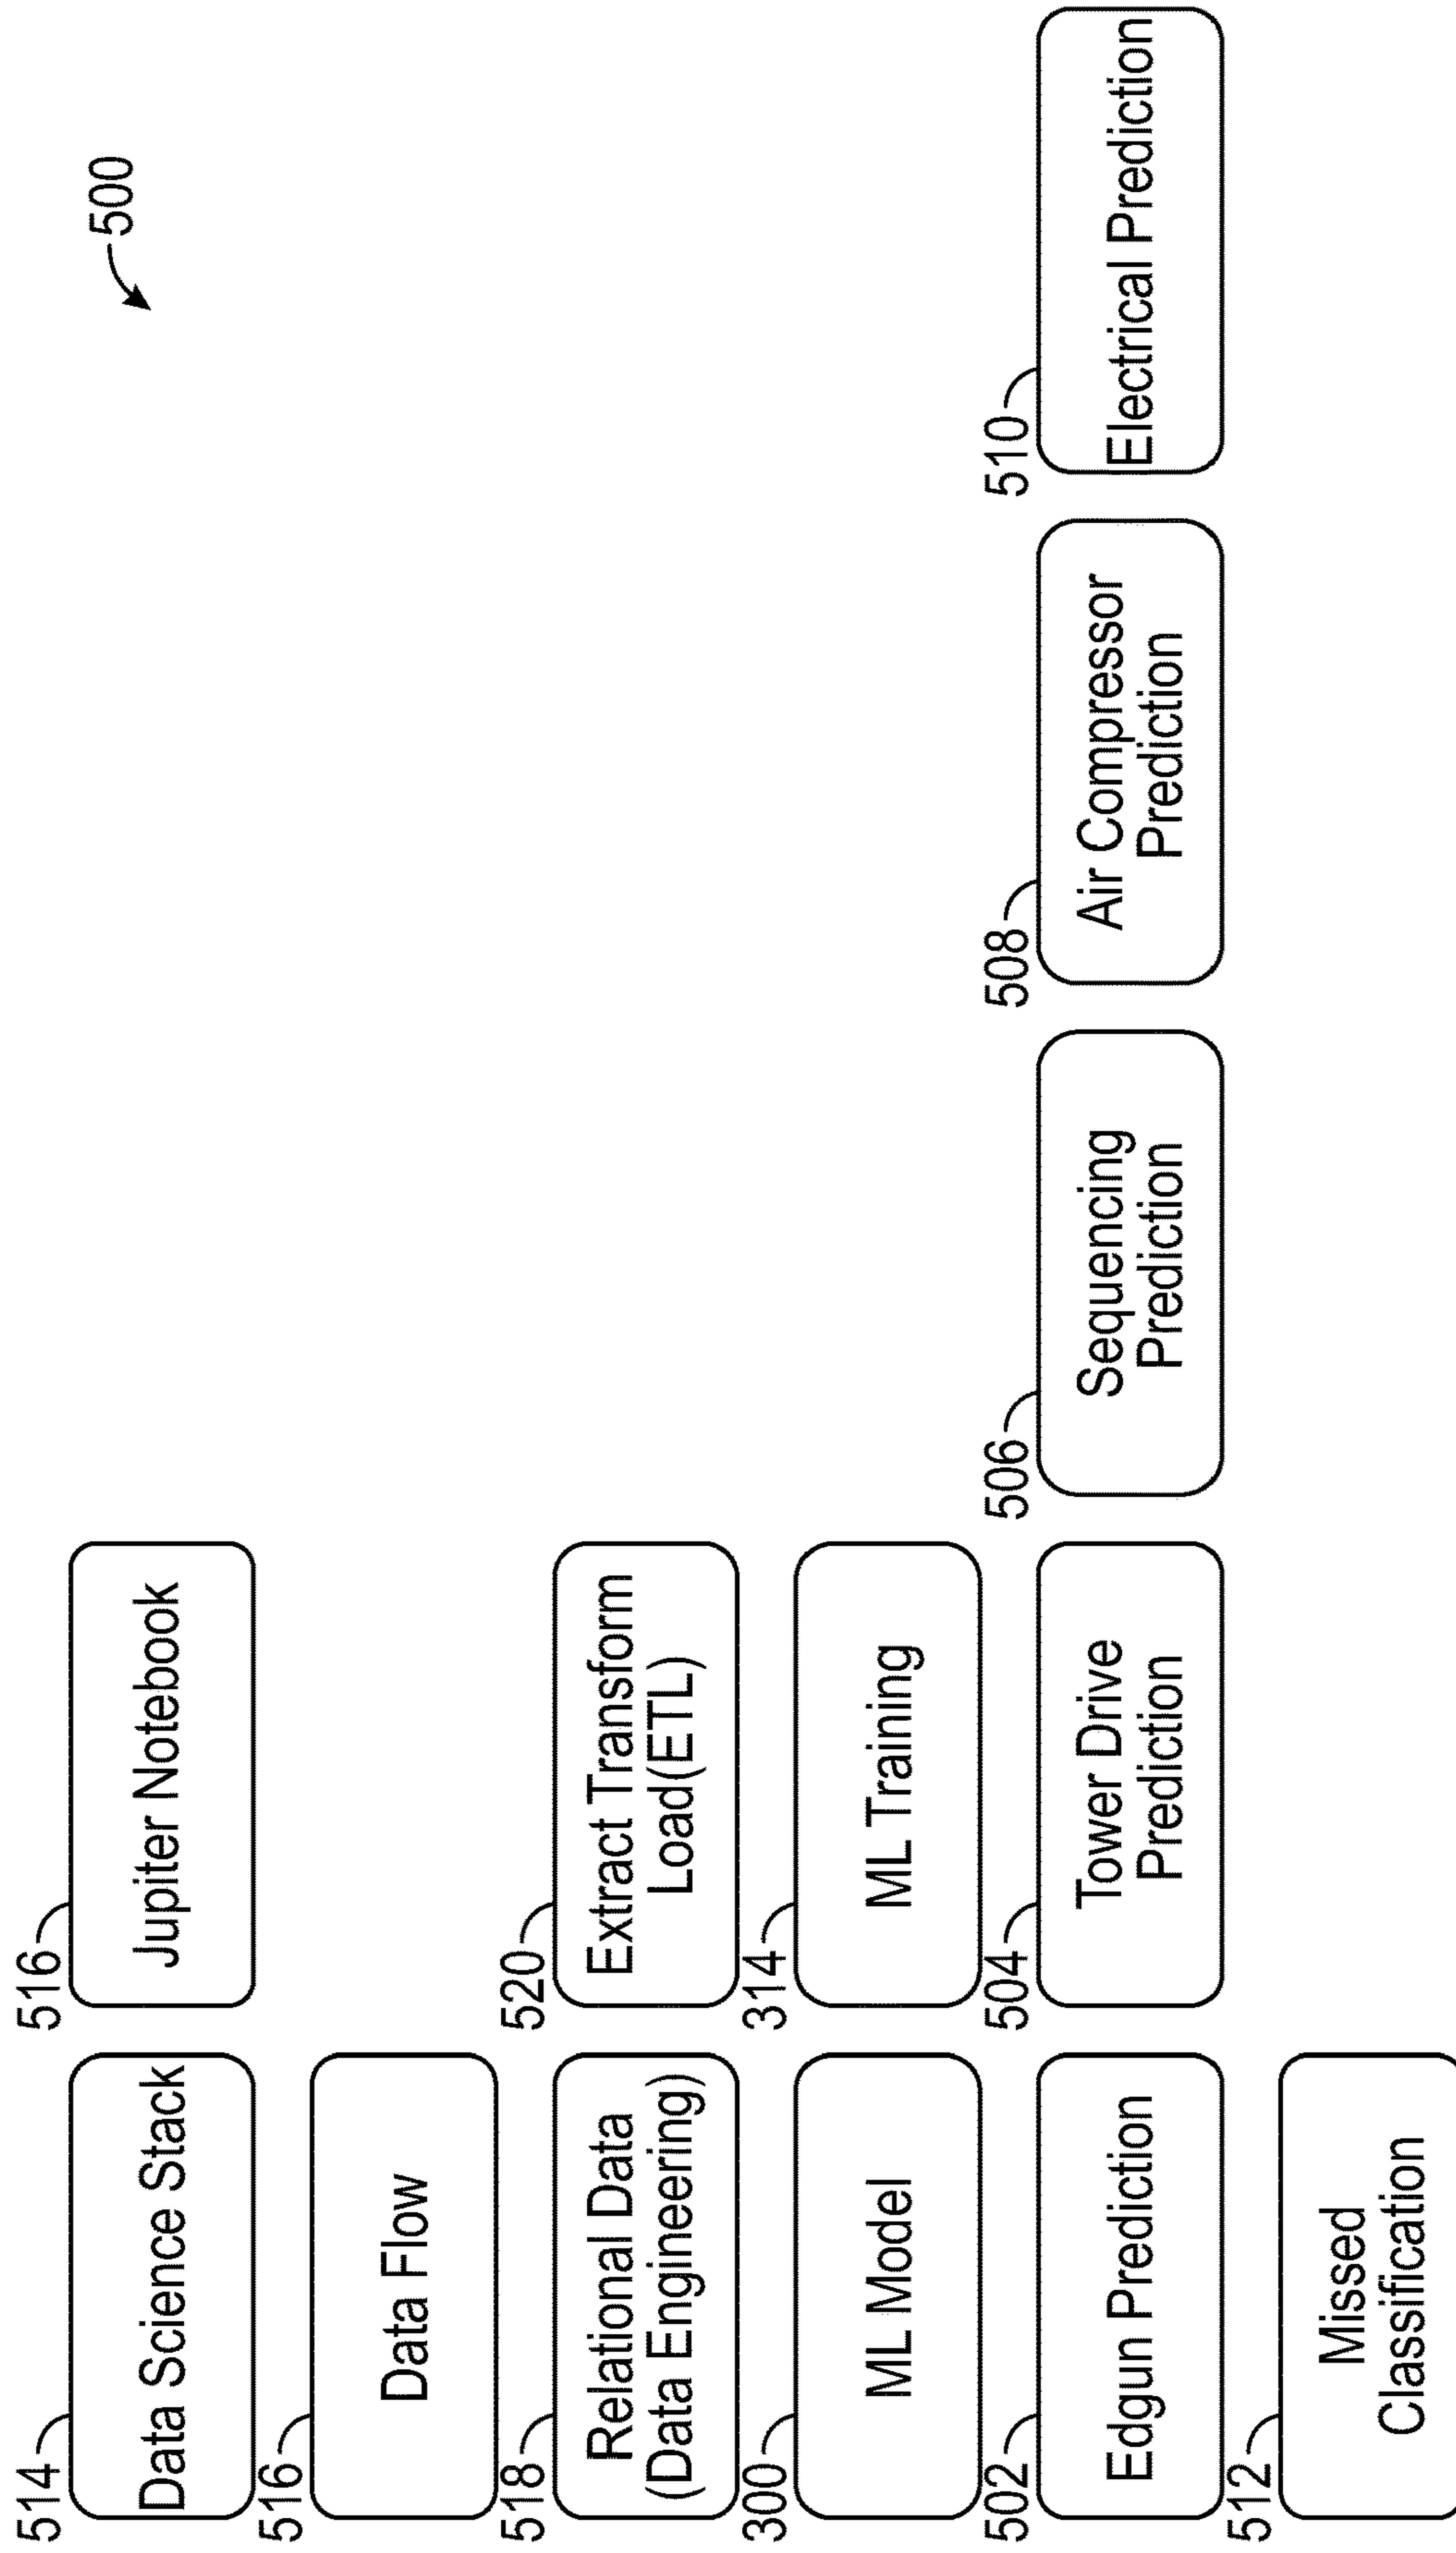 500
514
Data Science Stack
516
Jupiter Notebook
516
Data Flow
518
Relational Data
(Data Engineering)
520
Extract Transform
Load(ETL)
300
ML Model
314
ML Training
502
Edgun Prediction
504
Tower Drive
Prediction
506
Sequencing
Prediction
508
Air Compressor
Prediction
510
Electrical Prediction
512
Missed
Classification